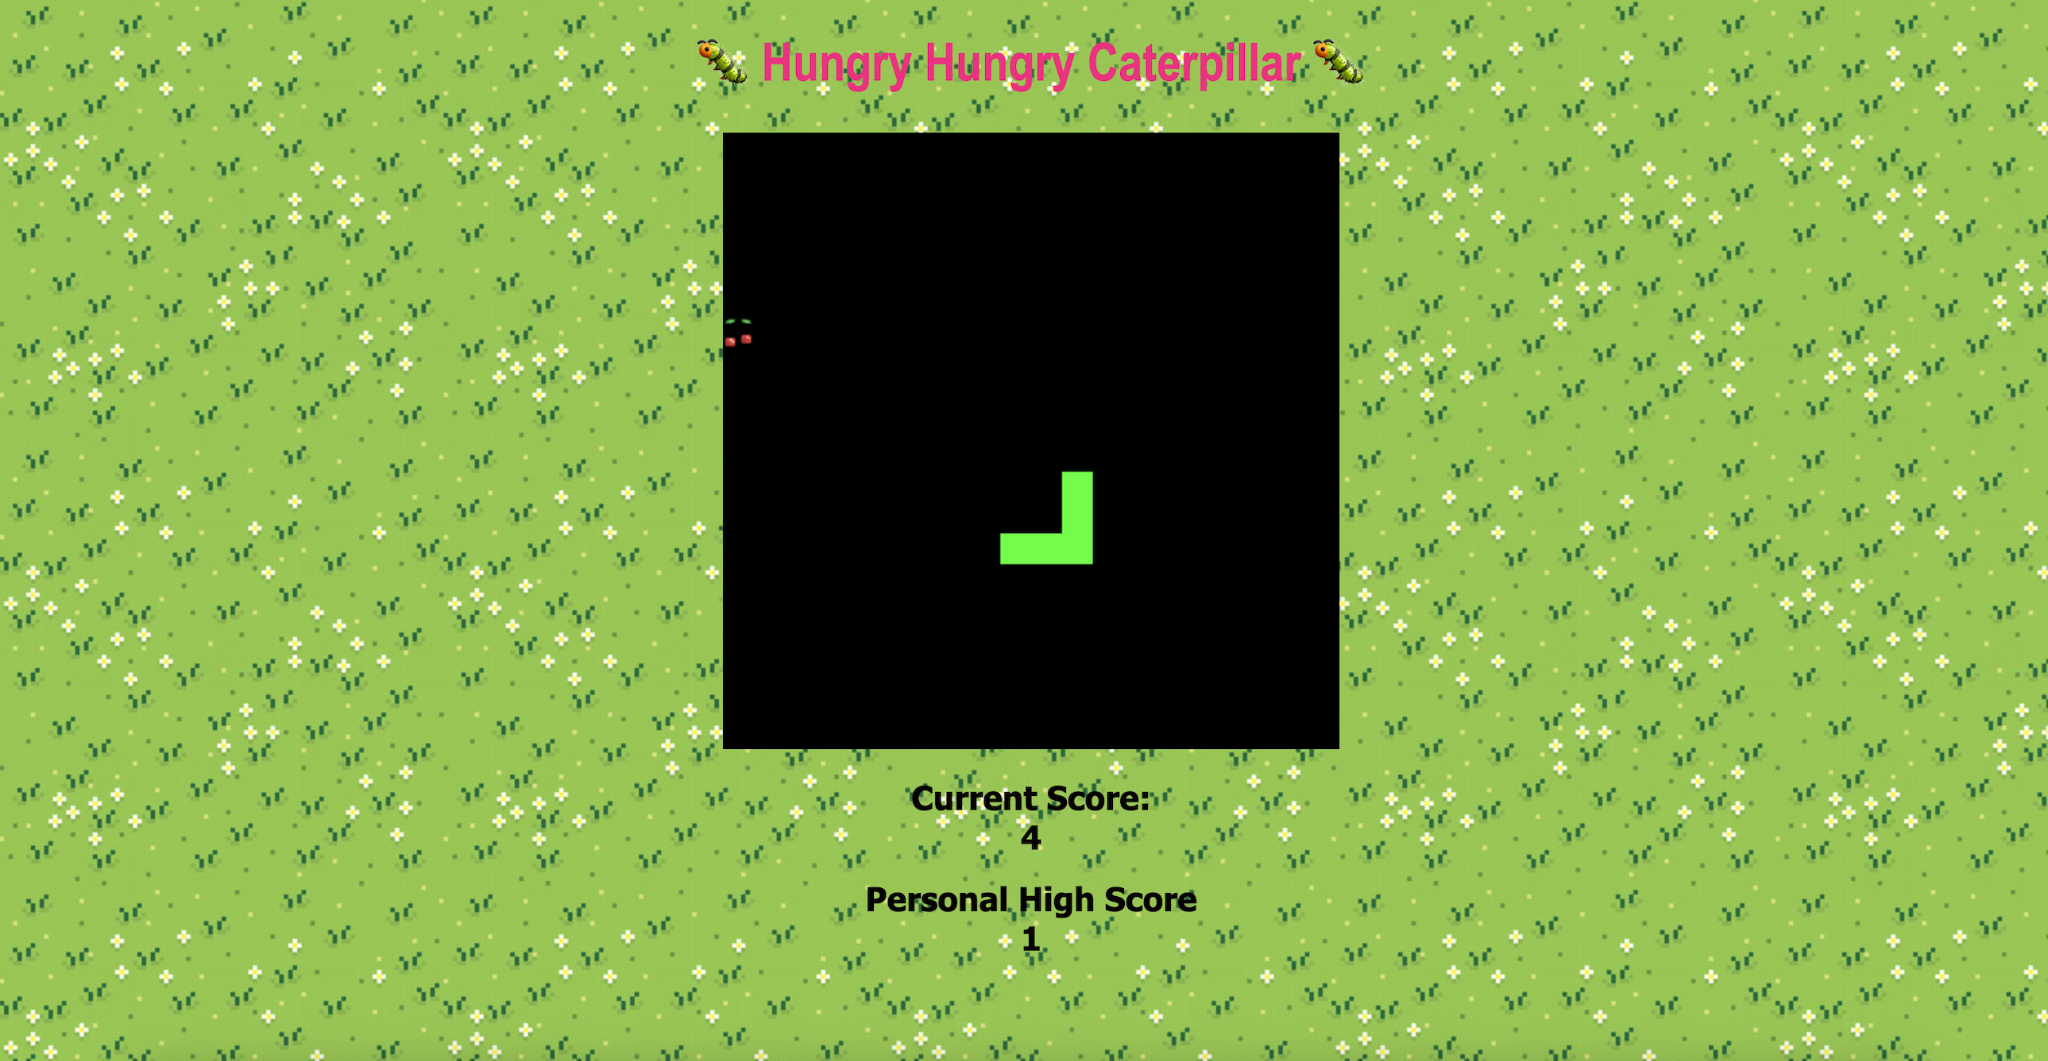 🐛 Hungry Hungry Caterpillar 🐛
Current Score:
4
Personal High Score
1